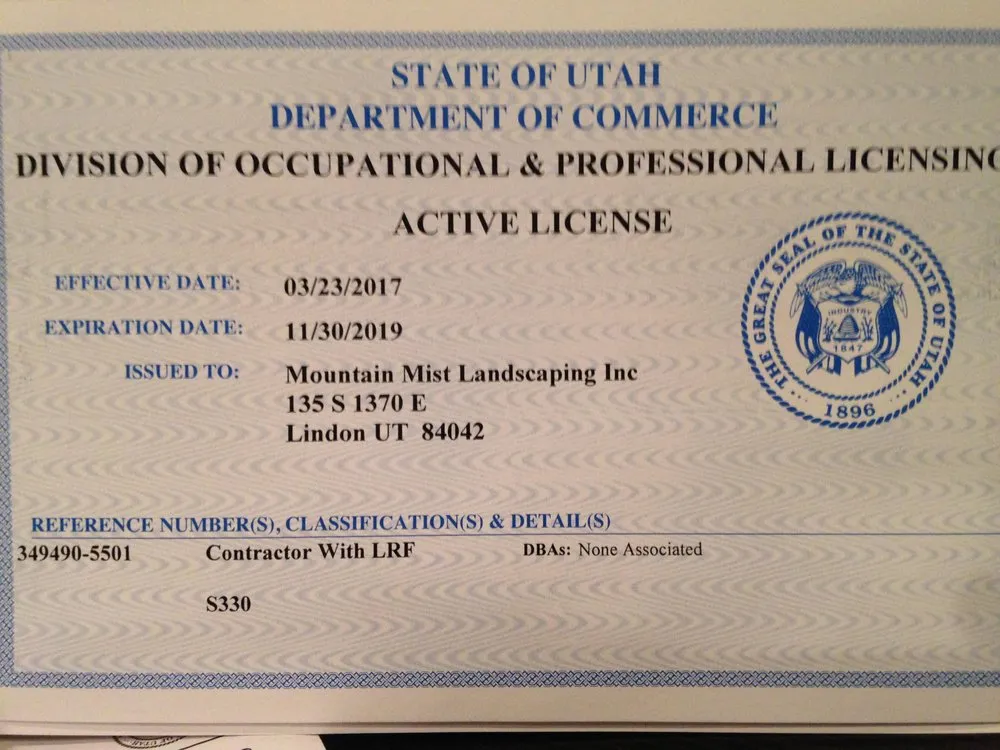 STATE OF UTAH
DEPARTMENT OF COMMERCE
DIVISION OF OCCUPATIONAL & PROFESSIONAL LICENSING
ACTIVE LICENSE
EFFECTIVE DATE: 03/23/2017
EXPIRATION DATE: 11/30/2019
ISSUED TO: Mountain Mist Landscaping Inc
135 S 1370 E
Lindon UT 84042
THE GREAT SEAL OF THE STATE OF UTAH
INDUSTRY
1847
1896
REFERENCE NUMBER(S), CLASSIFICATION(S) & DETAIL(S)
349490-5501 Contractor With LRF DBAs: None Associated
S330